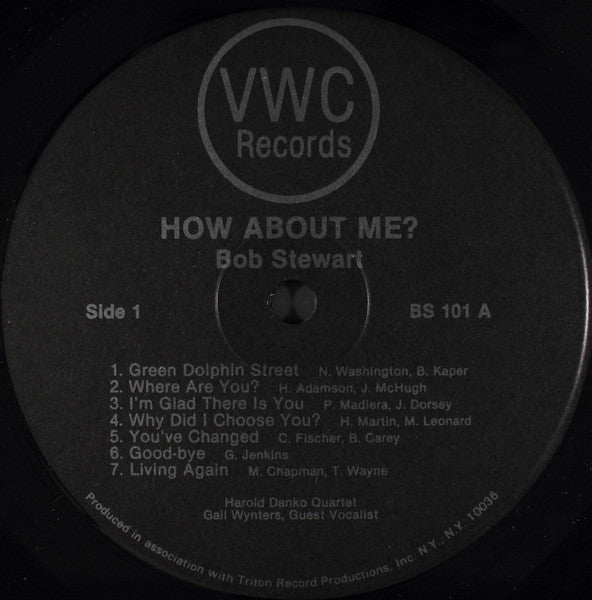 VWC
Records
HOW ABOUT ME?
Bob Stewart
Side 1
BS 101 A
1. Green Dolphin Street N. Washington, B. Kaper
2. Where Are You? H. Adamson, J. McHugh
3. I'm Glad There Is You P. Madiera, J. Dorsey
4. Why Did I Choose You? H. Martin, M. Leonard
5. You've Changed C. Fischer, B. Carey
6. Good-bye G. Jenkins
7. Living Again M. Chapman, T. Wayne
Harold Danko Quartet
Gail Wynters, Guest Vocalist
Produced in association with Triton Record Productions, Inc. N.Y., N.Y. 10036